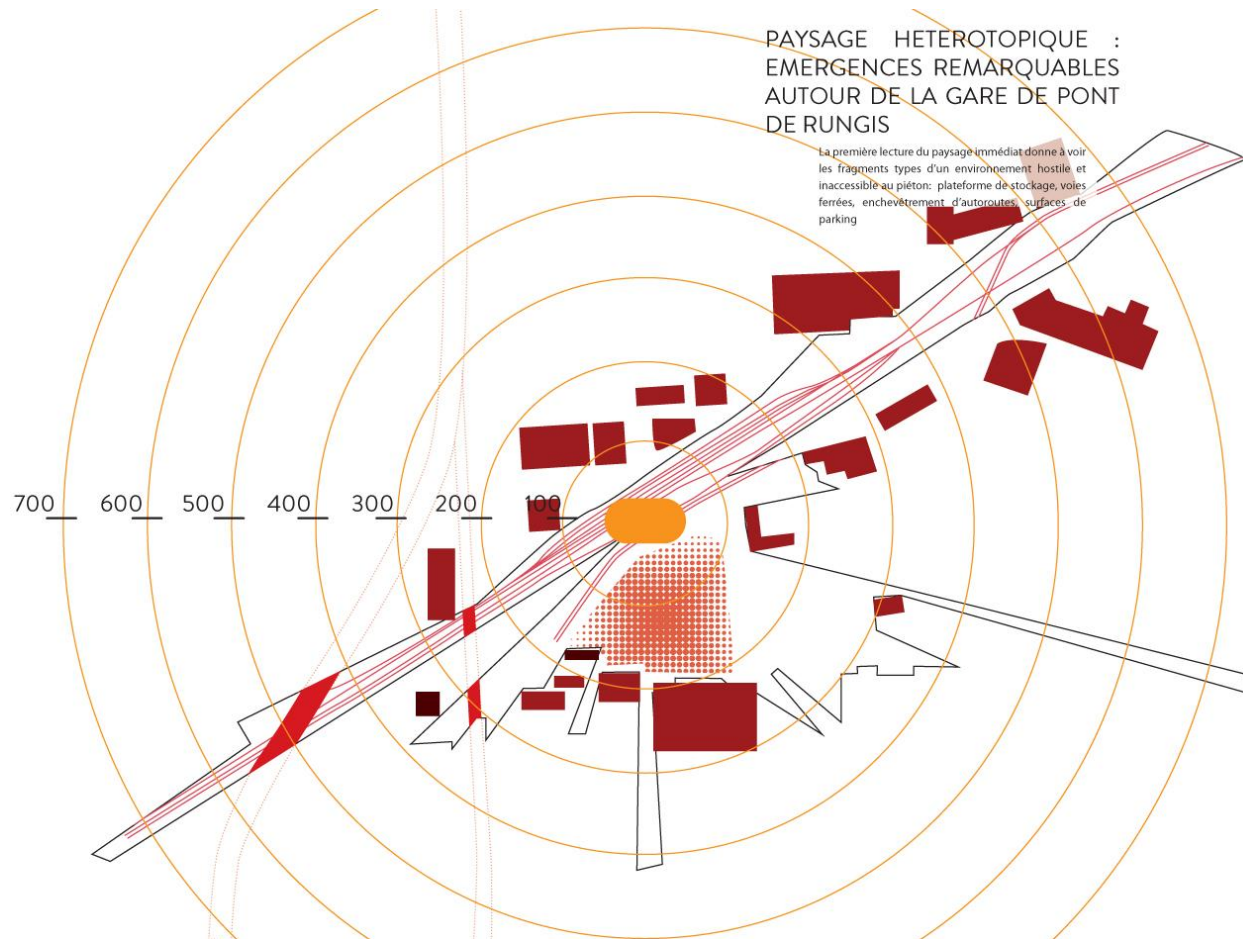 PAYSAGE HETEROTOPIQUE :
EMERGENCES REMARQUABLES
AUTOUR DE LA GARE DE PONT
DE RUNGIS
La première lecture du paysage immédiat donne à voir
les fragments types d'un environnement hostile et
inaccessible au piéton: plateforme de stockage, voies
ferrées, enchevêtrement d'autoroutes, surfaces de
parking
700 600 500 400 300 200 100